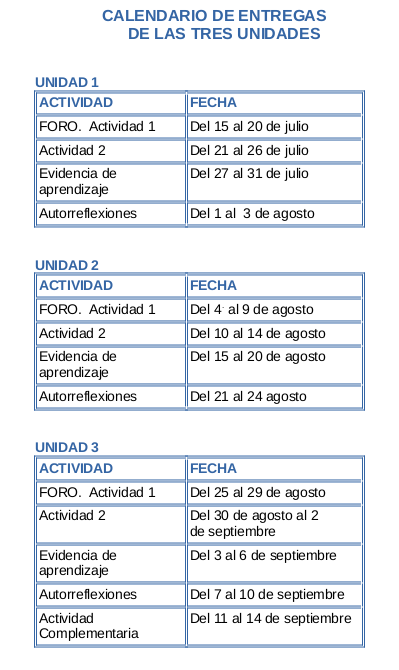 CALENDARIO DE ENTREGAS
DE LAS TRES UNIDADES
UNIDAD 1
ACTIVIDAD FECHA
FORO. Actividad 1 Del 15 al 20 de julio
Actividad 2 Del 21 al 26 de julio
Evidencia de Del 27 al 31 de julio
aprendizaje
Autorreflexiones Del 1 al 3 de agosto
UNIDAD 2
ACTIVIDAD FECHA
FORO. Actividad 1 Del 4 al 9 de agosto
Actividad 2 Del 10 al 14 de agosto
Evidencia de Del 15 al 20 de agosto
aprendizaje
Autorreflexiones Del 21 al 24 agosto
UNIDAD 3
ACTIVIDAD FECHA
FORO. Actividad 1 Del 25 al 29 de agosto
Actividad 2 Del 30 de agosto al 2
de septiembre
Evidencia de Del 3 al 6 de septiembre
aprendizaje
Autorreflexiones Del 7 al 10 de septiembre
Actividad Del 11 al 14 de septiembre
Complementaria